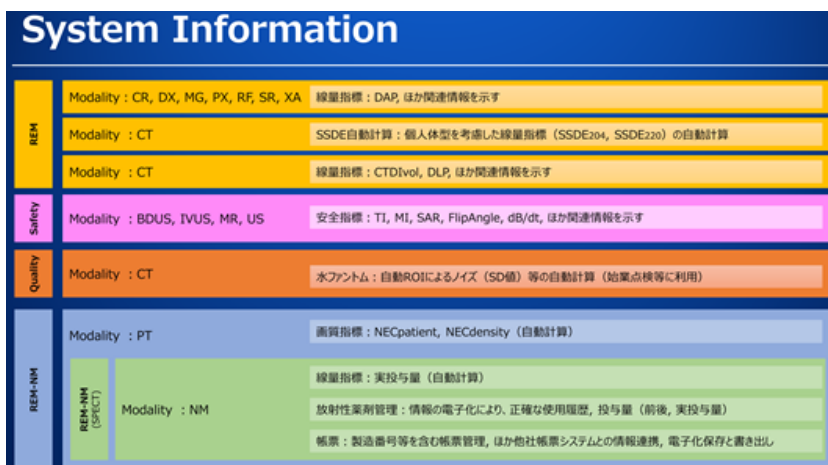 System Information
REM
Modality : CR, DX, MG, PX, RF, SR, XA
線量指標 : DAP, ほか関連情報を示す
Modality : CT
SSDE自動計算 : 個人体型を考慮した線量指標（SSDE204, SSDE220）の自動計算
Modality : CT
線量指標 : CTDIvol, DLP, ほか関連情報を示す
Safety
Modality : BDUS, IVUS, MR, US
安全指標 : TI, MI, SAR, FlipAngle, dB/dt, ほか関連情報を示す
Quality
Modality : CT
水ファントム : 自動ROIによるノイズ（SD値）等の自動計算（始業点検等に利用）
REM-NM
Modality : PT
画質指標 : NECpatient, NECdensity（自動計算）
REM-NM
(SPECT)
Modality : NM
線量指標 : 実投与量（自動計算）
放射性薬剤管理 : 情報の電子化により、正確な使用履歴, 投与量（前後, 実投与量）
帳票 : 製造番号等を含む帳票管理, ほか他社帳票システムとの情報連携, 電子化保存と書き出し